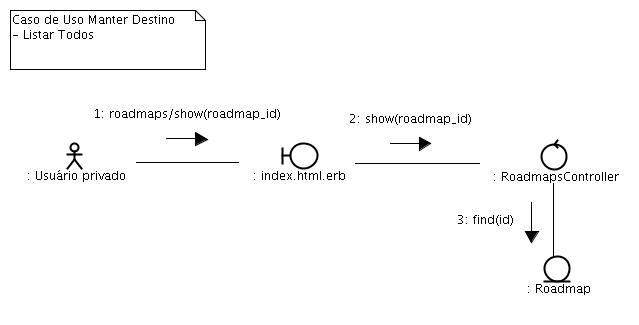 Caso de Uso Manter Destino
- Listar Todos
1: roadmaps/show(roadmap_id)
2: show(roadmap_id)
: Usuário privado
: index.html.erb
: RoadmapsController
3: find(id)
: Roadmap